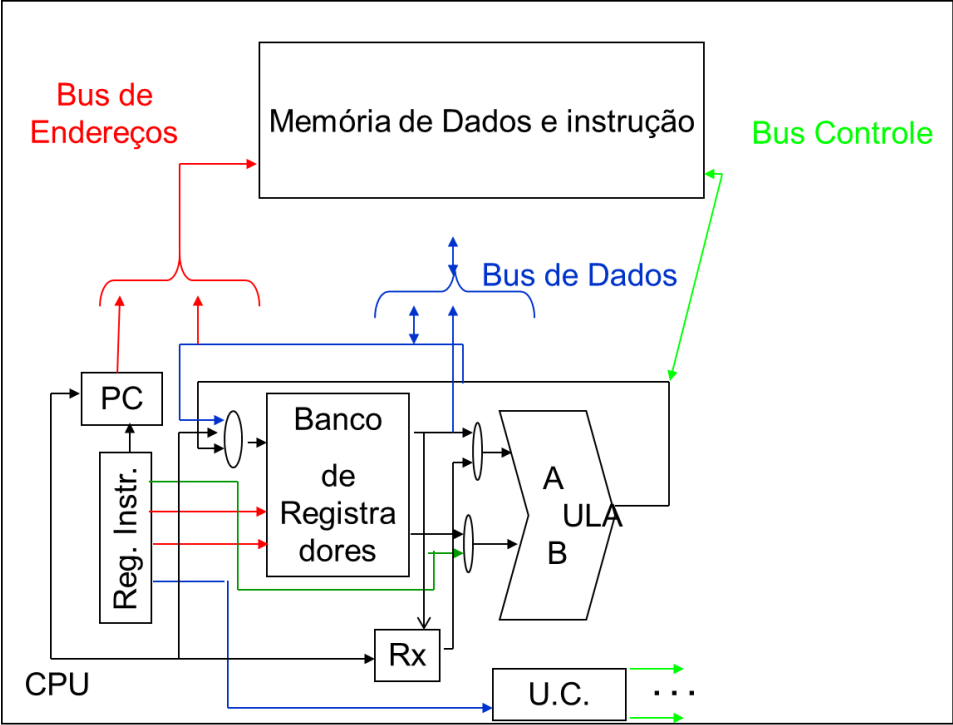 Bus de
Endereços
Memória de Dados e instrução
Bus Controle
Bus de Dados
PC
Banco
de
Registra
dores
Reg. Instr.
A
ULA
B
Rx
CPU
U.C.
...